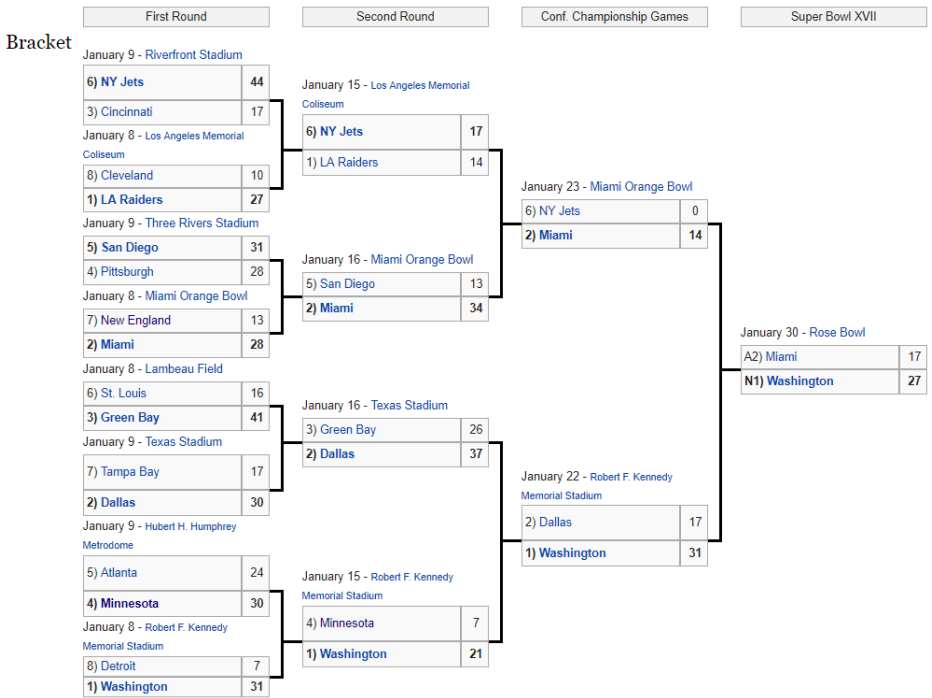 First Round
Second Round
Conf. Championship Games
Super Bowl XVII
Bracket
January 9 - Riverfront Stadium
6) NY Jets 44
3) Cincinnati 17
January 8 - Los Angeles Memorial
Coliseum
8) Cleveland 10
1) LA Raiders 27
January 9 - Three Rivers Stadium
5) San Diego 31
4) Pittsburgh 28
January 8 - Miami Orange Bowl
7) New England 13
2) Miami 28
January 8 - Lambeau Field
6) St. Louis 16
3) Green Bay 41
January 9 - Texas Stadium
7) Tampa Bay 17
2) Dallas 30
January 9 - Hubert H. Humphrey
Metrodome
5) Atlanta 24
4) Minnesota 30
January 8 - Robert F. Kennedy
Memorial Stadium
8) Detroit 7
1) Washington 31
January 15 - Los Angeles Memorial
Coliseum
6) NY Jets 17
1) LA Raiders 14
January 16 - Miami Orange Bowl
5) San Diego 13
2) Miami 34
January 16 - Texas Stadium
3) Green Bay 26
2) Dallas 37
January 15 - Robert F. Kennedy
Memorial Stadium
4) Minnesota 7
1) Washington 21
January 23 - Miami Orange Bowl
6) NY Jets 0
2) Miami 14
January 22 - Robert F. Kennedy
Memorial Stadium
2) Dallas 17
1) Washington 31
January 30 - Rose Bowl
A2) Miami 17
N1) Washington 27